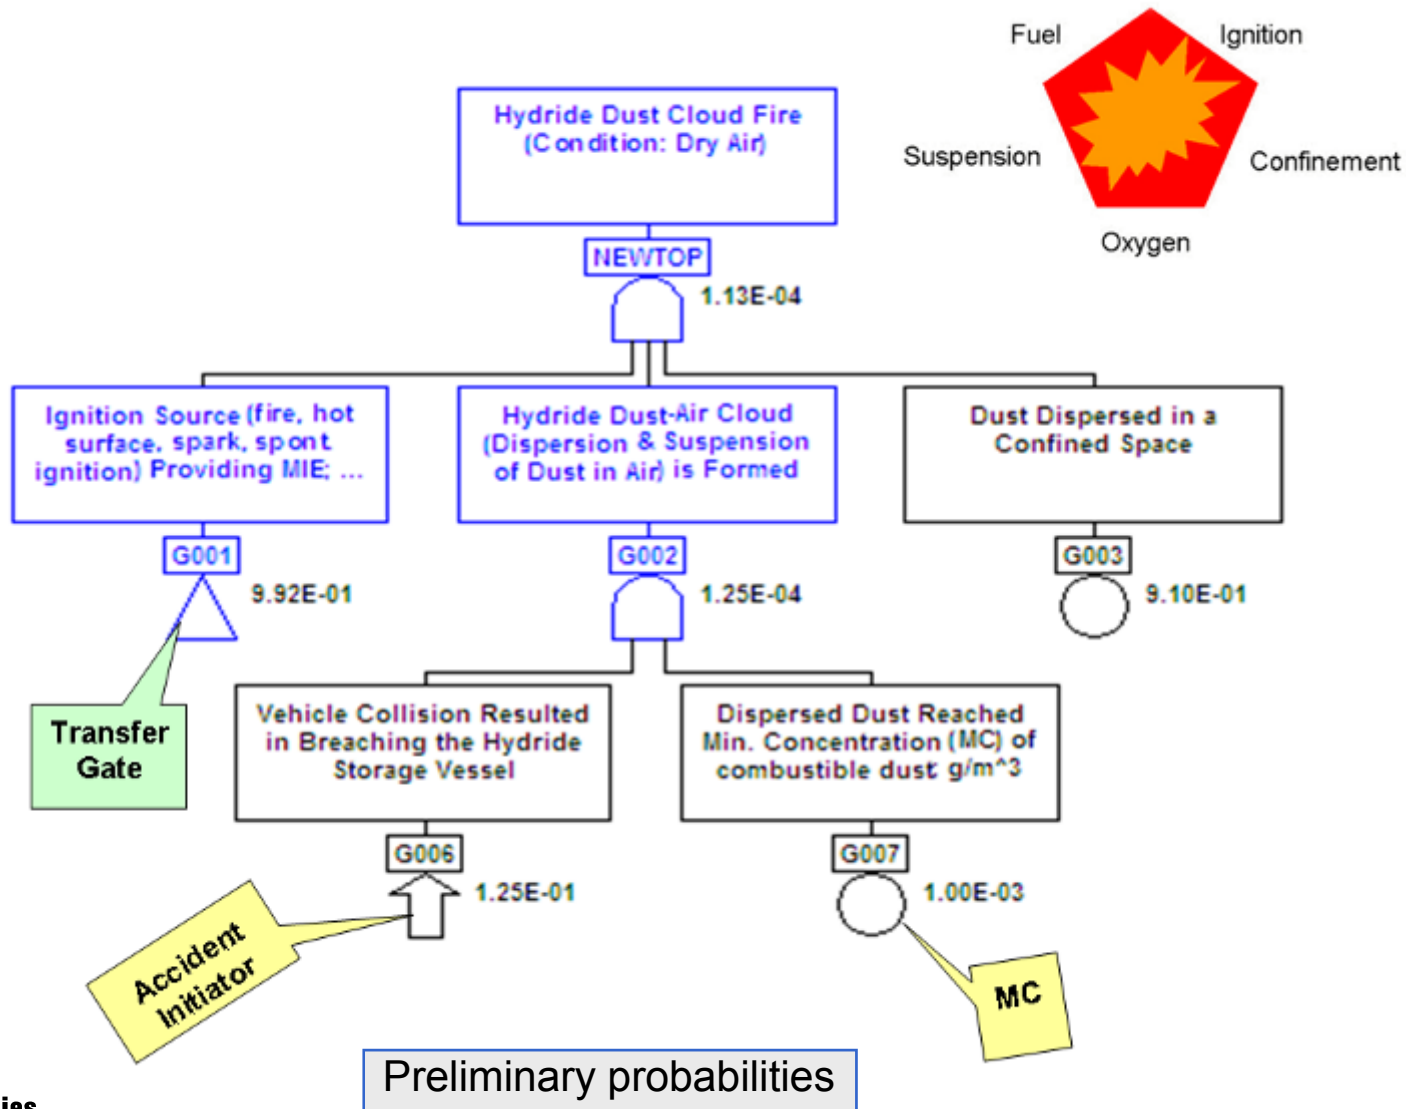 Fuel
Ignition
Suspension
Confinement
Oxygen
Hydride Dust Cloud Fire
(Condition: Dry Air)
NEWTOP
1.13E-04
Ignition Source (fire, hot
surface, spark, spont.
ignition) Providing MIE; ...
G001
9.92E-01
Hydride Dust-Air Cloud
(Dispersion & Suspension
of Dust in Air) is Formed
G002
1.25E-04
Dust Dispersed in a
Confined Space
G003
9.10E-01
Transfer
Gate
Vehicle Collision Resulted
in Breaching the Hydride
Storage Vessel
G006
1.25E-01
Dispersed Dust Reached
Min. Concentration (MC) of
combustible dust: g/m^3
G007
1.00E-03
Accident
Initiator
MC
Preliminary probabilities